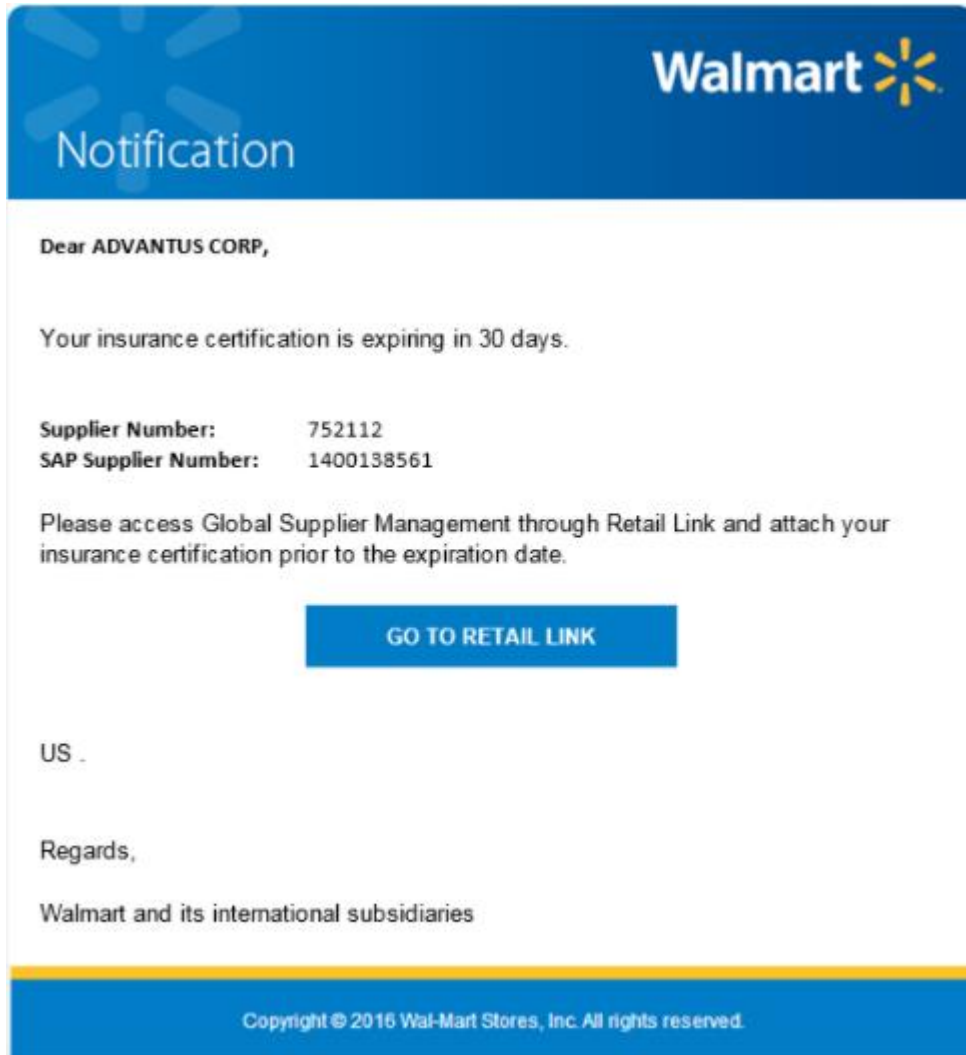 Walmart
Notification
Dear ADVANTUS CORP,
Your insurance certification is expiring in 30 days.
Supplier Number: 752112
SAP Supplier Number: 1400138561
Please access Global Supplier Management through Retail Link and attach your
insurance certification prior to the expiration date.
GO TO RETAIL LINK
US .
Regards,
Walmart and its international subsidiaries
Copyright © 2016 Wal-Mart Stores, Inc. All rights reserved.